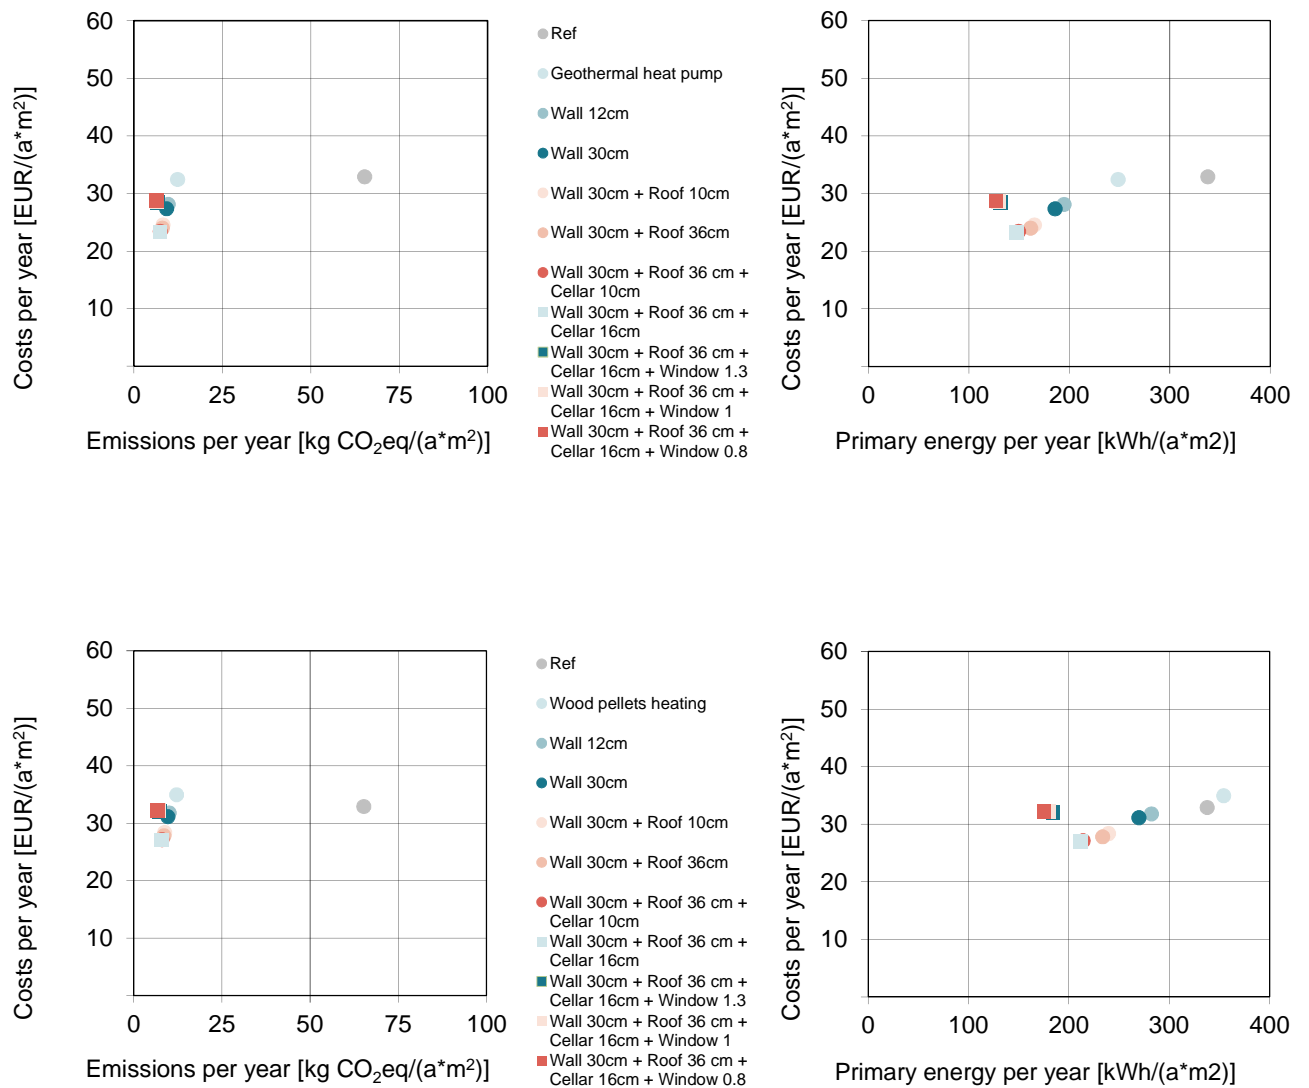 60
50
40
30
20
10
0
25
50
75
100
Costs per year [EUR/(a*m²)]
Emissions per year [kg CO₂eq/(a*m²)]
Ref
Geothermal heat pump
Wall 12cm
Wall 30cm
Wall 30cm + Roof 10cm
Wall 30cm + Roof 36cm
Wall 30cm + Roof 36 cm +
Cellar 10cm
Wall 30cm + Roof 36 cm +
Cellar 16cm
Wall 30cm + Roof 36 cm +
Cellar 16cm + Window 1.3
Wall 30cm + Roof 36 cm +
Cellar 16cm + Window 1
Wall 30cm + Roof 36 cm +
Cellar 16cm + Window 0.8
60
50
40
30
20
10
0
100
200
300
400
Costs per year [EUR/(a*m²)]
Primary energy per year [kWh/(a*m2)]
60
50
40
30
20
10
0
25
50
75
100
Costs per year [EUR/(a*m²)]
Emissions per year [kg CO₂eq/(a*m²)]
Ref
Wood pellets heating
Wall 12cm
Wall 30cm
Wall 30cm + Roof 10cm
Wall 30cm + Roof 36cm
Wall 30cm + Roof 36 cm +
Cellar 10cm
Wall 30cm + Roof 36 cm +
Cellar 16cm
Wall 30cm + Roof 36 cm +
Cellar 16cm + Window 1.3
Wall 30cm + Roof 36 cm +
Cellar 16cm + Window 1
Wall 30cm + Roof 36 cm +
Cellar 16cm + Window 0.8
60
50
40
30
20
10
0
100
200
300
400
Costs per year [EUR/(a*m²)]
Primary energy per year [kWh/(a*m2)]